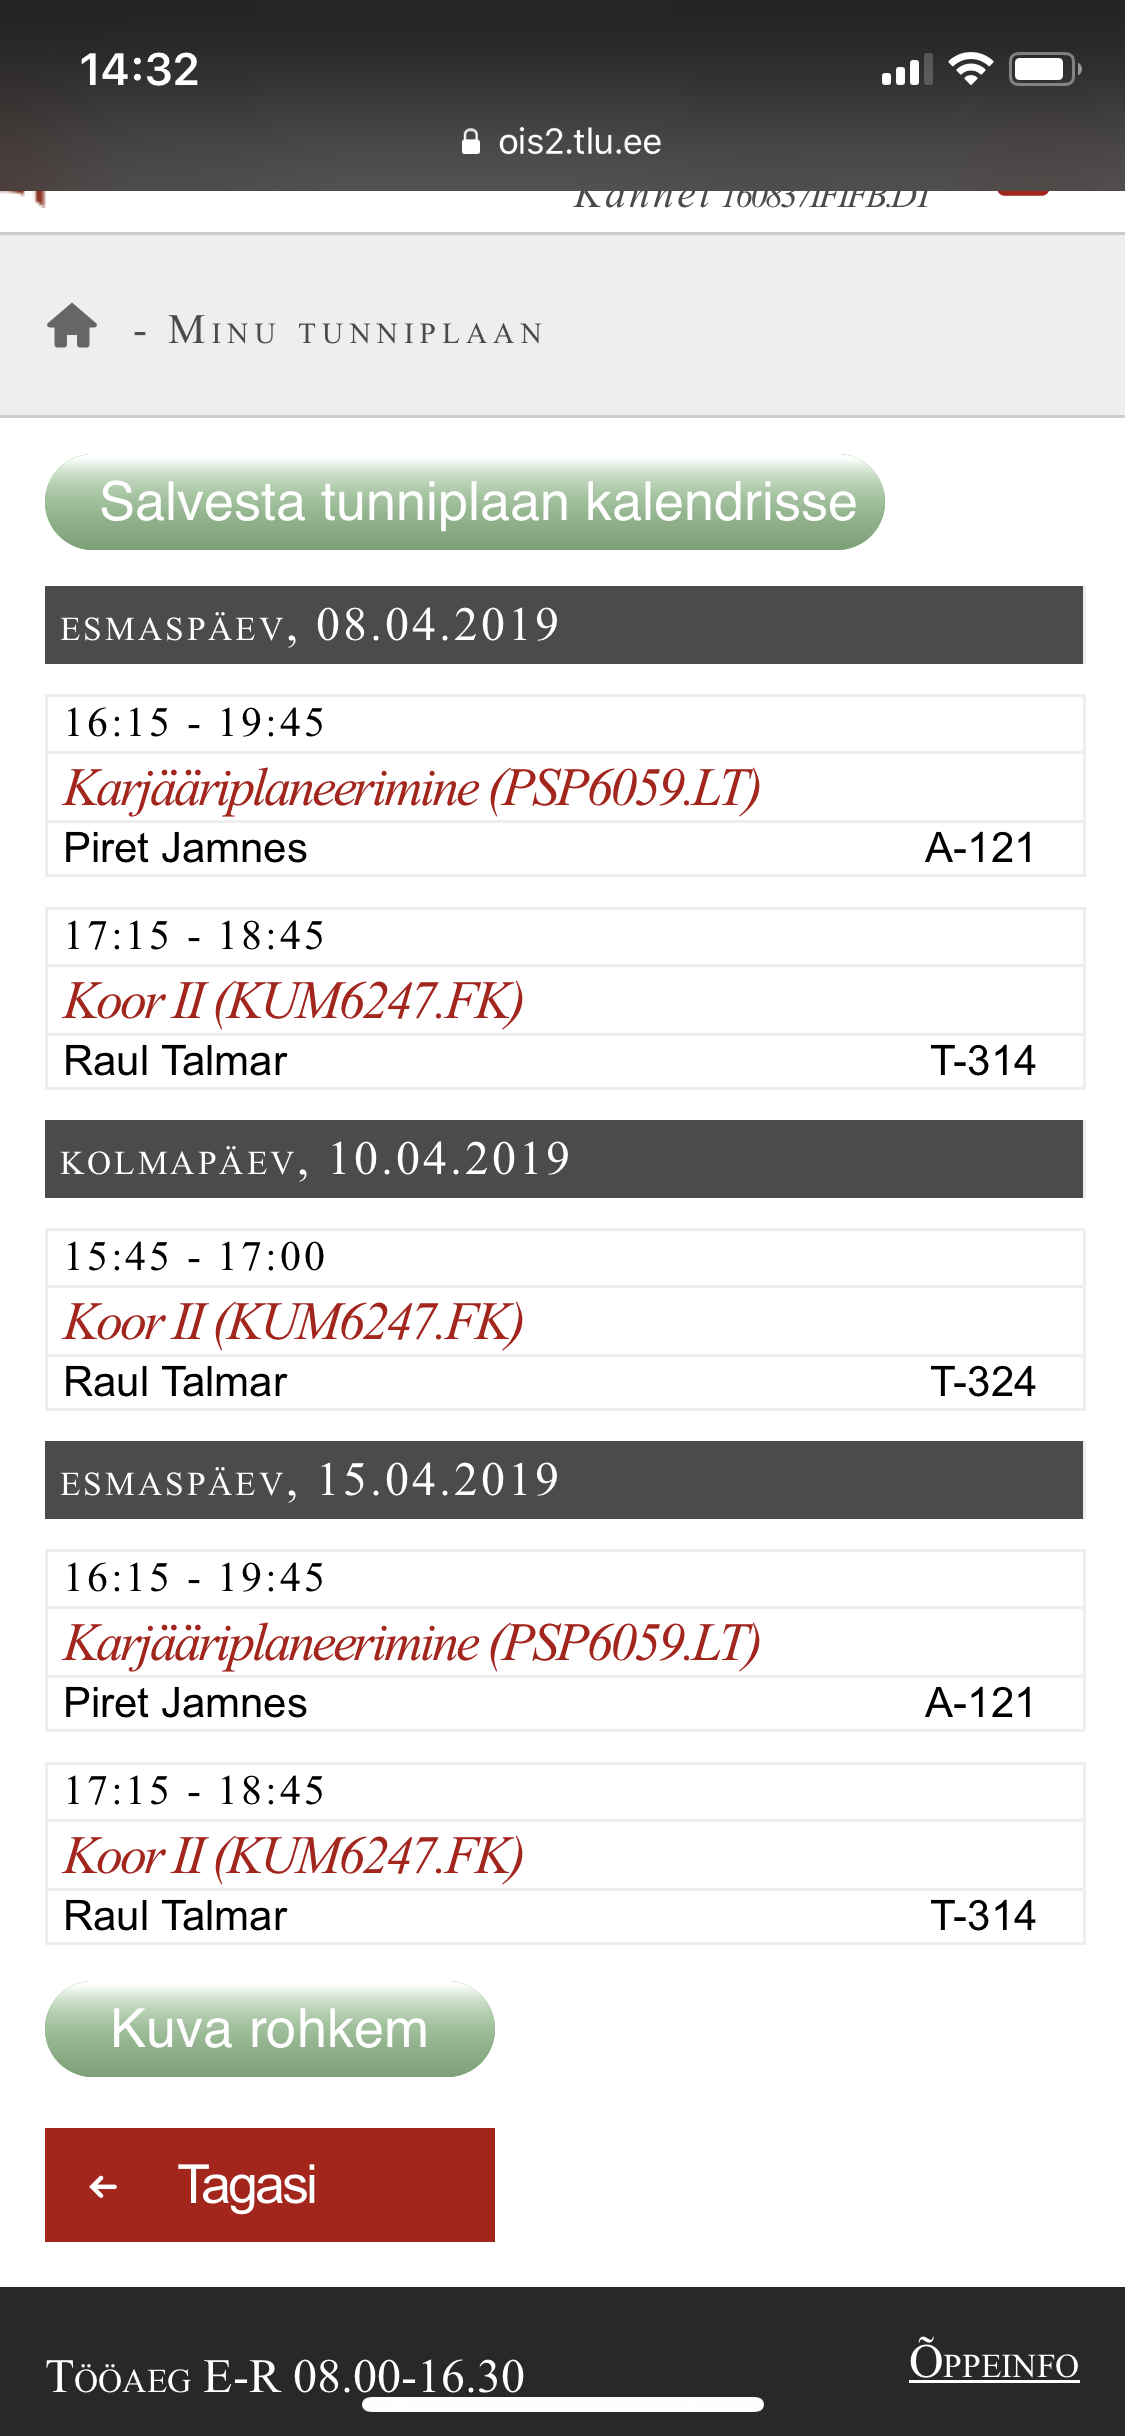 14:32
ois2.tlu.ee
Kannel 160837IFIFB.DT
- Minu tunniplaan
Salvesta tunniplaan kalendrisse
esmaspäev, 08.04.2019
16:15 - 19:45
Karjääriplaneerimine (PSP6059.LT)
Piret Jamnes A-121
17:15 - 18:45
Koor II (KUM6247.FK)
Raul Talmar T-314
kolmapäev, 10.04.2019
15:45 - 17:00
Koor II (KUM6247.FK)
Raul Talmar T-324
esmaspäev, 15.04.2019
16:15 - 19:45
Karjääriplaneerimine (PSP6059.LT)
Piret Jamnes A-121
17:15 - 18:45
Koor II (KUM6247.FK)
Raul Talmar T-314
Kuva rohkem
← Tagasi
Tööaeg E-R 08.00-16.30
Õppeinfo